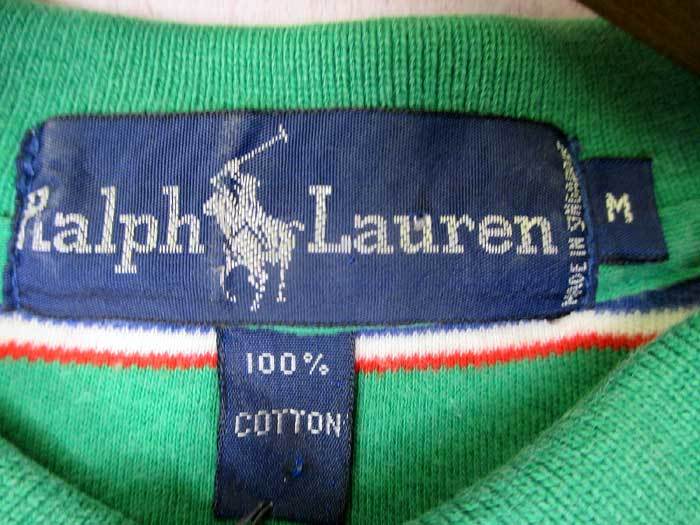 Ralph Lauren
MADE IN SINGAPORE
M
100%
COTTON